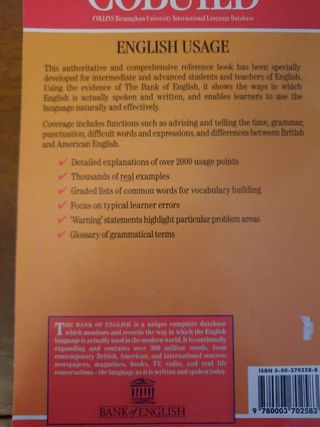 COBUILD
COLLINS Birmingham University International Language Database
ENGLISH USAGE
This authoritative and comprehensive reference book has been specially
developed for intermediate and advanced students and teachers of English.
Using the evidence of The Bank of English, it shows the ways in which
English is actually spoken and written, and enables learners to use the
language naturally and effectively.
Coverage includes functions such as advising and telling the time, grammar,
punctuation, difficult words and expressions, and differences between British
and American English.
✓ Detailed explanations of over 2000 usage points
✓ Thousands of real examples
✓ Graded lists of common words for vocabulary building
✓ Focus on typical learner errors
✓ 'Warning' statements highlight particular problem areas
✓ Glossary of grammatical terms
THE BANK OF ENGLISH is a unique computer database
which monitors and records the way in which the English
language is actually used in the modern world. It is continually
expanding and contains over 300 million words, from
contemporary British, American, and international sources:
newspapers, magazines, books, TV, radio, and real life
conversations – the language as it is written and spoken today.
BANK of ENGLISH
ISBN 0-00-370258-8
9 780003 702583